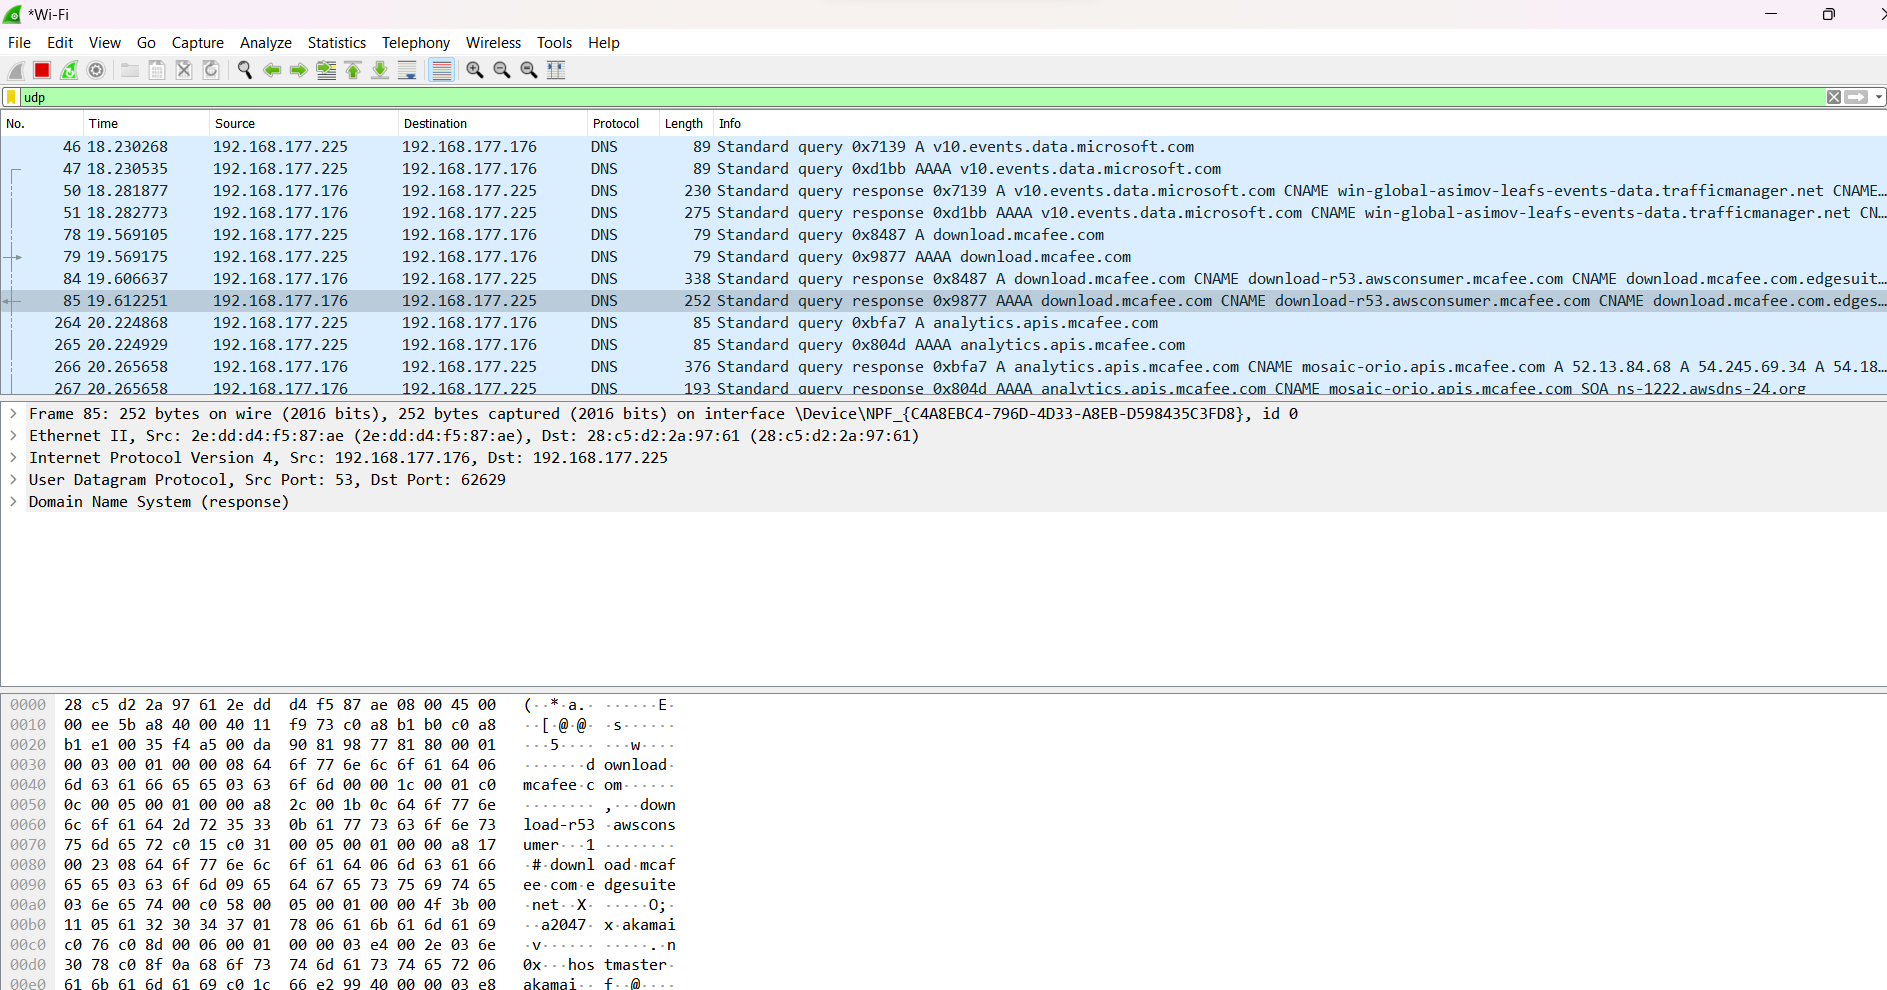 *Wi-Fi
File Edit View Go Capture Analyze Statistics Telephony Wireless Tools Help
udp
No. Time Source Destination Protocol Length Info
46 18.230268 192.168.177.225 192.168.177.176 DNS 89 Standard query 0x7139 A v10.events.data.microsoft.com
47 18.230535 192.168.177.225 192.168.177.176 DNS 89 Standard query 0xd1bb AAAA v10.events.data.microsoft.com
50 18.281877 192.168.177.176 192.168.177.225 DNS 230 Standard query response 0x7139 A v10.events.data.microsoft.com CNAME win-global-asimov-leafs-events-data.trafficmanager.net CNAME…
51 18.282773 192.168.177.176 192.168.177.225 DNS 275 Standard query response 0xd1bb AAAA v10.events.data.microsoft.com CNAME win-global-asimov-leafs-events-data.trafficmanager.net CN…
78 19.569105 192.168.177.225 192.168.177.176 DNS 79 Standard query 0x8487 A download.mcafee.com
79 19.569175 192.168.177.225 192.168.177.176 DNS 79 Standard query 0x9877 AAAA download.mcafee.com
84 19.606637 192.168.177.176 192.168.177.225 DNS 338 Standard query response 0x8487 A download.mcafee.com CNAME download-r53.awsconsumer.mcafee.com CNAME download.mcafee.com.edgesuit…
85 19.612251 192.168.177.176 192.168.177.225 DNS 252 Standard query response 0x9877 AAAA download.mcafee.com CNAME download-r53.awsconsumer.mcafee.com CNAME download.mcafee.com.edges…
264 20.224868 192.168.177.225 192.168.177.176 DNS 85 Standard query 0xbfa7 A analytics.apis.mcafee.com
265 20.224929 192.168.177.225 192.168.177.176 DNS 85 Standard query 0x804d AAAA analytics.apis.mcafee.com
266 20.265658 192.168.177.176 192.168.177.225 DNS 376 Standard query response 0xbfa7 A analytics.apis.mcafee.com CNAME mosaic-orio.apis.mcafee.com A 52.13.84.68 A 54.245.69.34 A 54.18…
267 20.265658 192.168.177.176 192.168.177.225 DNS 193 Standard query response 0x804d AAAA analytics.apis.mcafee.com CNAME mosaic-orio.apis.mcafee.com SOA ns-1222.awsdns-24.org
Frame 85: 252 bytes on wire (2016 bits), 252 bytes captured (2016 bits) on interface \Device\NPF_{C4A8EBC4-796D-4D33-A8EB-D598435C3FD8}, id 0
Ethernet II, Src: 2e:dd:d4:f5:87:ae (2e:dd:d4:f5:87:ae), Dst: 28:c5:d2:2a:97:61 (28:c5:d2:2a:97:61)
Internet Protocol Version 4, Src: 192.168.177.176, Dst: 192.168.177.225
User Datagram Protocol, Src Port: 53, Dst Port: 62629
Domain Name System (response)
0000 28 c5 d2 2a 97 61 2e dd d4 f5 87 ae 08 00 45 00 (··*·a.· ······E·
0010 00 ee 5b a8 40 00 40 11 f9 73 c0 a8 b1 b0 c0 a8 ··[·@·@· ·s······
0020 b1 e1 00 35 f4 a5 00 da 90 81 98 77 81 80 00 01 ···5···· ···w····
0030 00 03 00 01 00 00 08 64 6f 77 6e 6c 6f 61 64 06 ·······d ownload·
0040 6d 63 61 66 65 65 03 63 6f 6d 00 00 1c 00 01 c0 mcafee·c om······
0050 0c 00 05 00 01 00 00 a8 2c 00 1b 0c 64 6f 77 6e ········ ,···down
0060 6c 6f 61 64 2d 72 35 33 0b 61 77 73 63 6f 6e 73 load-r53 ·awscons
0070 75 6d 65 72 c0 15 c0 31 00 05 00 01 00 00 a8 17 umer···1 ········
0080 00 23 08 64 6f 77 6e 6c 6f 61 64 06 6d 63 61 66 ·#·downl oad·mcaf
0090 65 65 03 63 6f 6d 09 65 64 67 65 73 75 69 74 65 ee·com·e dgesuite
00a0 03 6e 65 74 00 c0 58 00 05 00 01 00 00 4f 3b 00 ·net··X· ·····O;·
00b0 11 05 61 32 30 34 37 01 78 06 61 6b 61 6d 61 69 ··a2047· x·akamai
00c0 c0 76 c0 8d 00 06 00 01 00 00 03 e4 00 2e 03 6e ·v······ ·····.·n
00d0 30 78 c0 8f 0a 68 6f 73 74 6d 61 73 74 65 72 06 0x···hos tmaster·
00e0 61 6b 61 6d 61 69 c0 1c 66 e2 99 40 00 00 03 e8 akamai·· f··@····